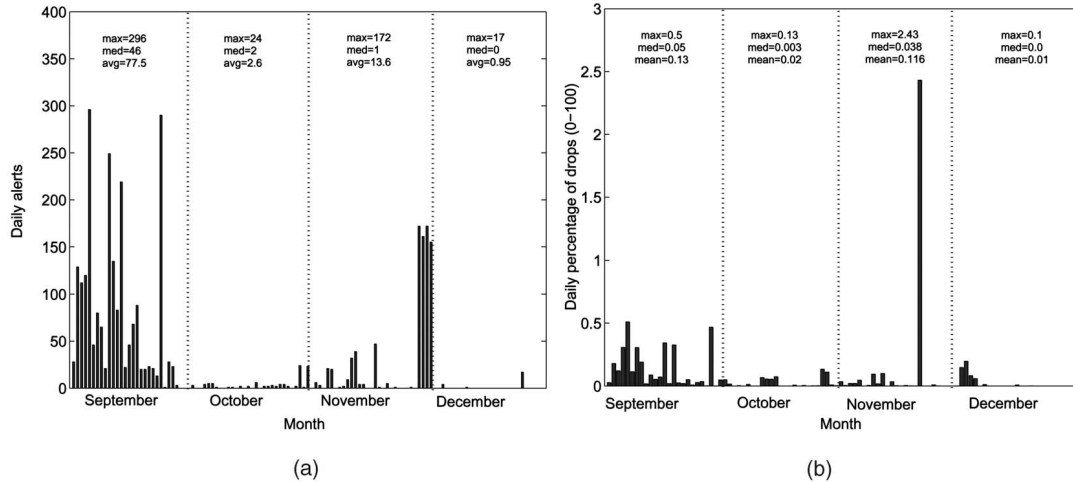 400
350
300
250
200
150
100
50
0
Daily alerts
max=296
med=46
avg=77.5
max=24
med=2
avg=2.6
max=172
med=1
avg=13.6
max=17
med=0
avg=0.95
September October November December
Month
(a)
3
2.5
2
1.5
1
0.5
0
Daily percentage of drops (0−100)
max=0.5
med=0.05
mean=0.13
max=0.13
med=0.003
mean=0.02
max=2.43
med=0.038
mean=0.116
max=0.1
med=0.0
mean=0.01
September October November December
Month
(b)